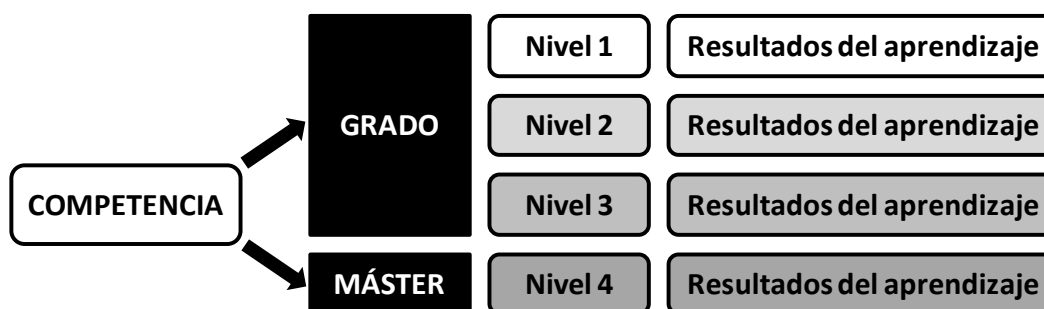 Nivel 1 Resultados del aprendizaje
GRADO Nivel 2 Resultados del aprendizaje
COMPETENCIA Nivel 3 Resultados del aprendizaje
MÁSTER Nivel 4 Resultados del aprendizaje